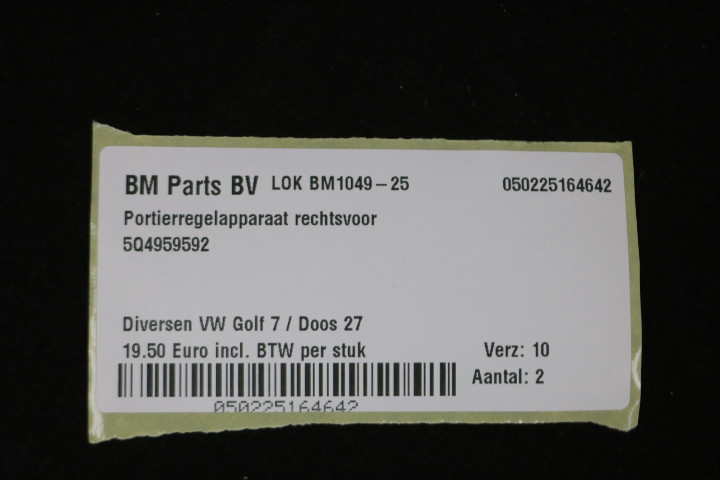 BM Parts BV LOK BM1049-25 050225164642
Portierregelapparaat rechtsvoor
5Q4959592
Diversen VW Golf 7 / Doos 27
19.50 Euro incl. BTW per stuk Verz: 10
Aantal: 2
050225164642